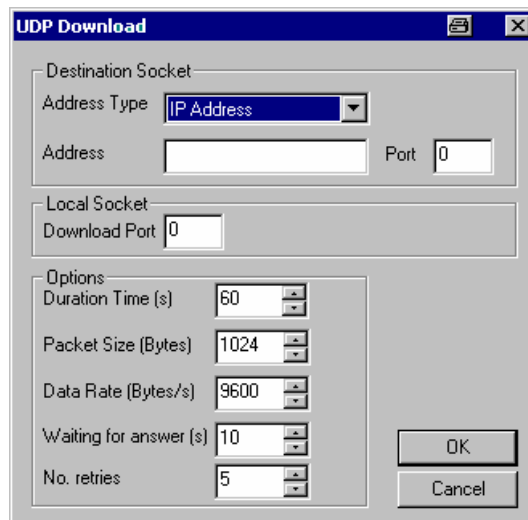 UDP Download
Destination Socket
Address Type IP Address
Address Port 0
Local Socket
Download Port 0
Options
Duration Time (s) 60
Packet Size (Bytes) 1024
Data Rate (Bytes/s) 9600
Waiting for answer (s) 10
No. retries 5
OK
Cancel